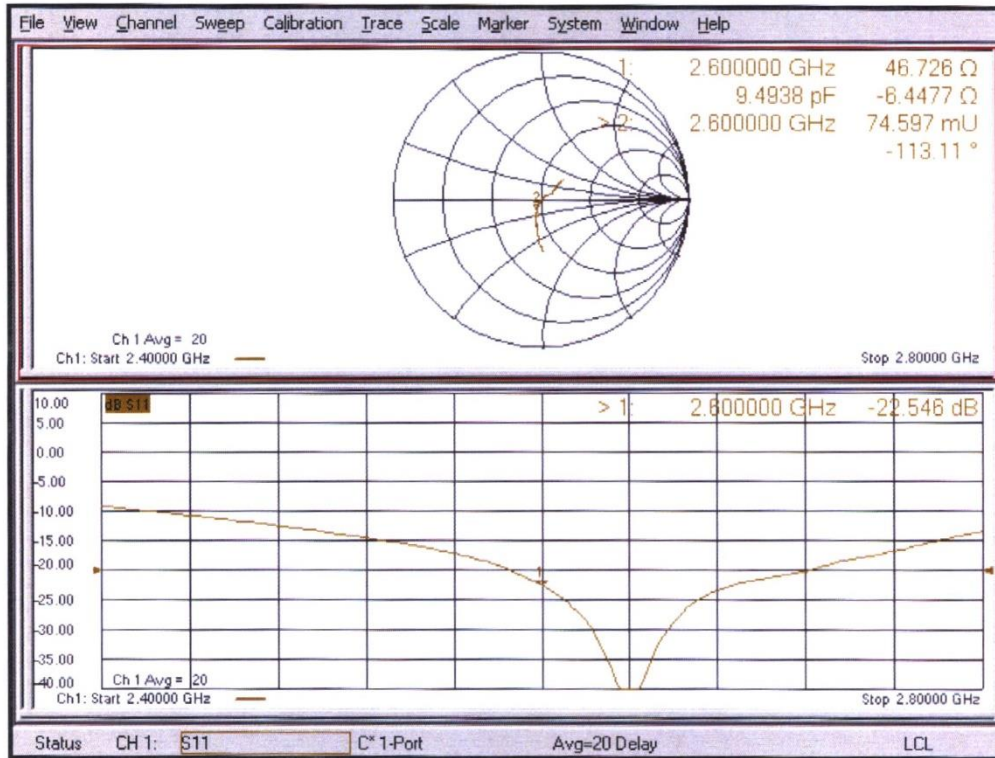 File View Channel Sweep Calibration Trace Scale Marker System Window Help
1: 2.600000 GHz 46.726 Ω
9.4938 pF -6.4477 Ω
> 2: 2.600000 GHz 74.597 mU
-113.11 °
2
Ch 1 Avg = 20
Ch1: Start 2.40000 GHz Stop 2.80000 GHz
10.00 dB S11 > 1: 2.600000 GHz -22.546 dB
5.00
0.00
-5.00
-10.00
-15.00
-20.00
1
-25.00
-30.00
-35.00
-40.00 Ch 1 Avg = 20
Ch1: Start 2.40000 GHz Stop 2.80000 GHz
Status CH 1: S11 C* 1-Port Avg=20 Delay LCL